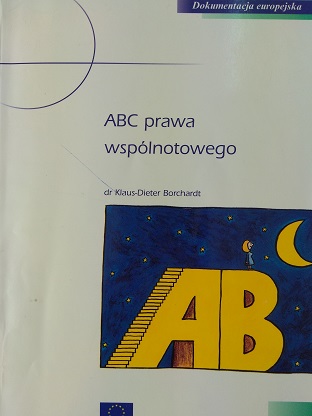 Dokumentacja europejska
ABC prawa
wspólnotowego
dr Klaus-Dieter Borchardt
AB